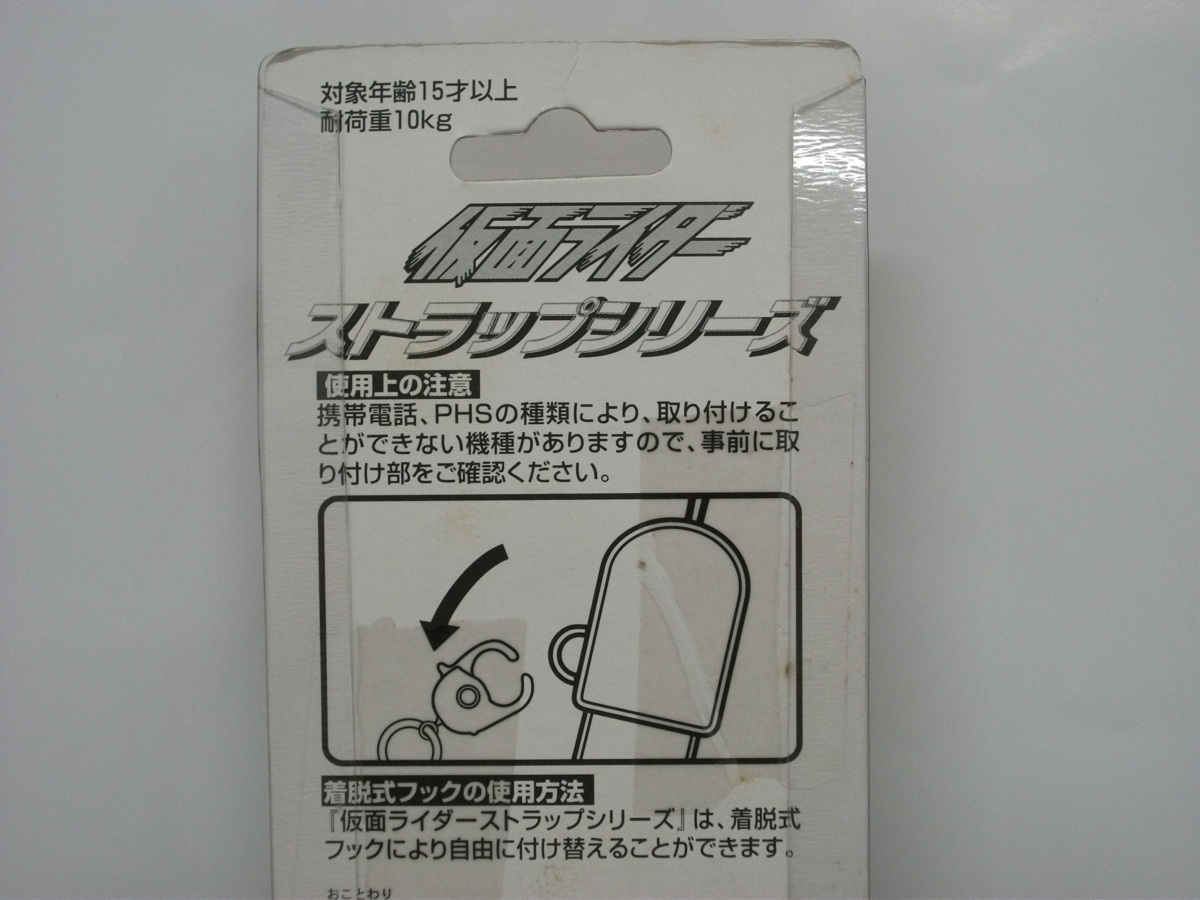 対象年齢15才以上
耐荷重10kg
仮面ライダー
ストラップシリーズ
使用上の注意
携帯電話、PHSの種類により、取り付けるこ
とができない機種がありますので、事前に取
り付け部をご確認ください。
着脱式フックの使用方法
『仮面ライダーストラップシリーズ』は、着脱式
フックにより自由に付け替えることができます。
おことわり